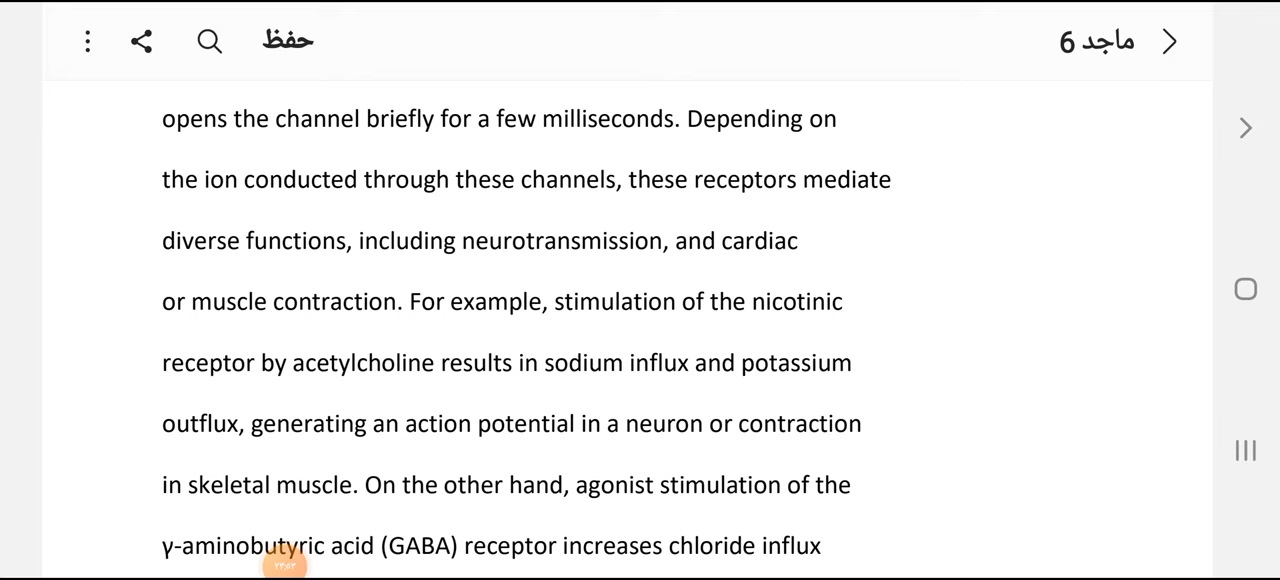 حفظ
ماجد 6
opens the channel briefly for a few milliseconds. Depending on
the ion conducted through these channels, these receptors mediate
diverse functions, including neurotransmission, and cardiac
or muscle contraction. For example, stimulation of the nicotinic
receptor by acetylcholine results in sodium influx and potassium
outflux, generating an action potential in a neuron or contraction
in skeletal muscle. On the other hand, agonist stimulation of the
γ-aminobutyric acid (GABA) receptor increases chloride influx